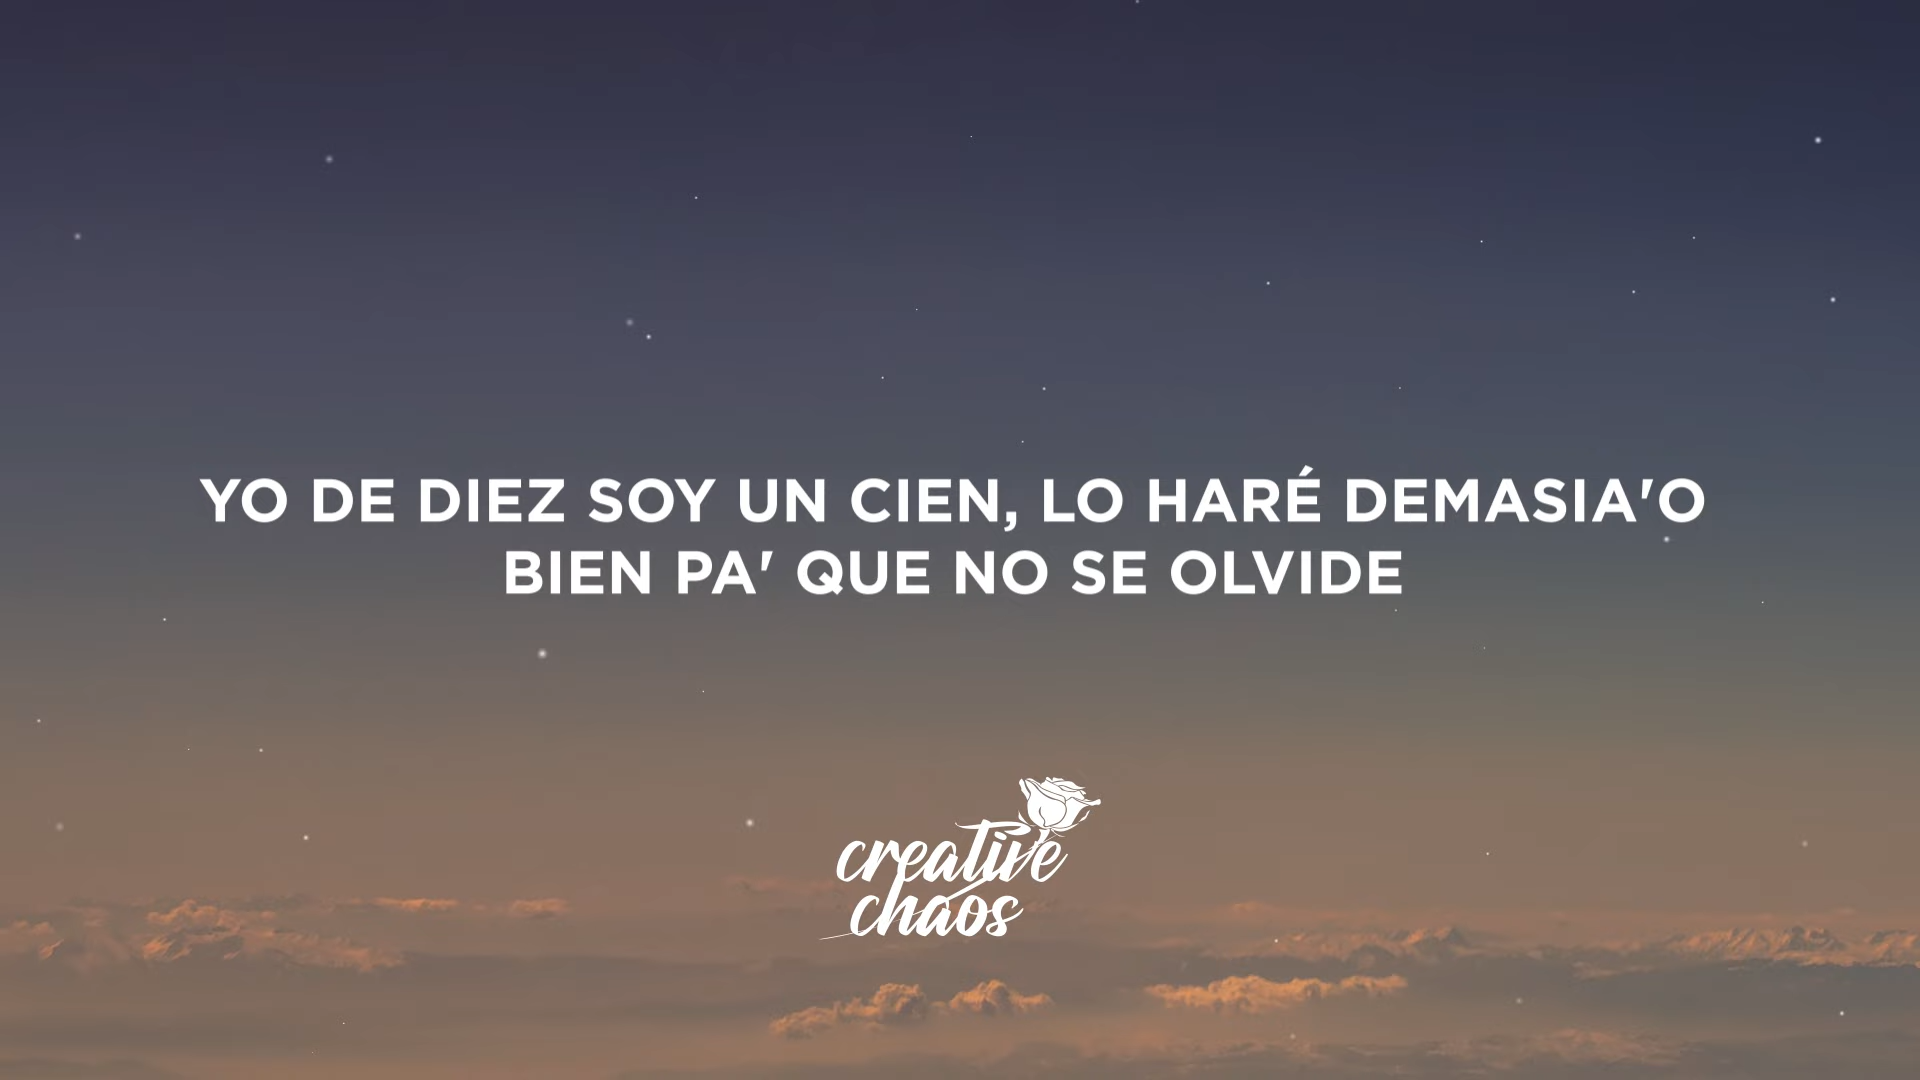 YO DE DIEZ SOY UN CIEN, LO HARÉ DEMASIA'O
BIEN PA' QUE NO SE OLVIDE
creative
chaos